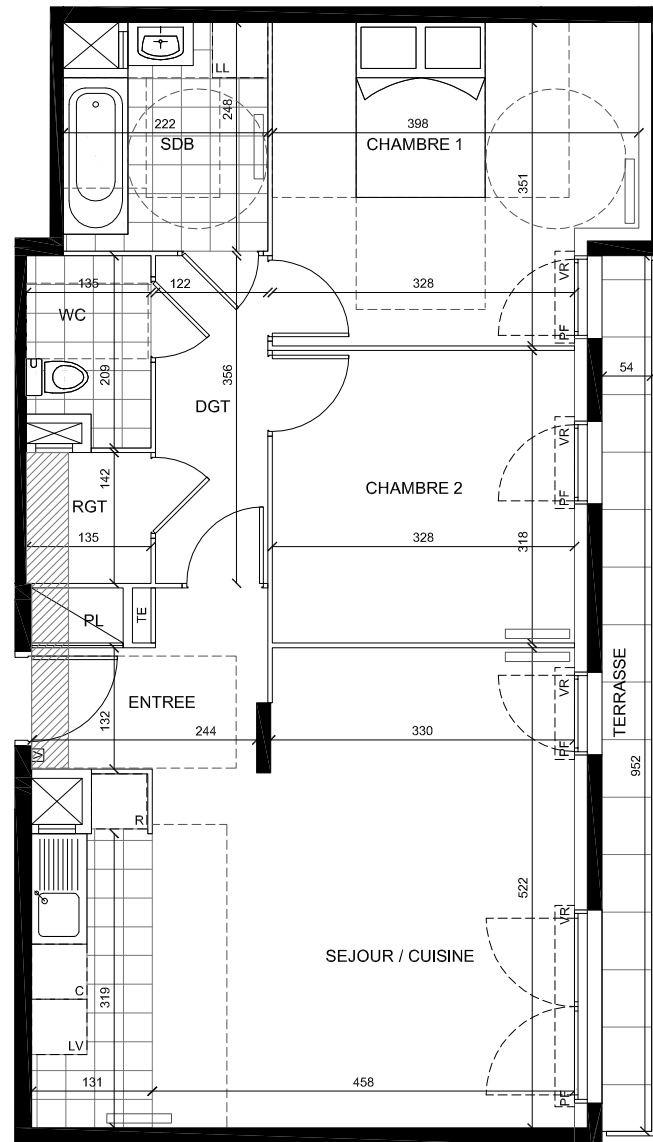 LL
248
222
SDB
398
CHAMBRE 1
351
135
122
328
VR
WC
PF
209
356
54
DGT
VR
142
CHAMBRE 2
RGT
PF
135
328
318
PL
TE
TERRASSE
VR
ENTREE
132
244
330
PF
952
V
R
522
VR
SEJOUR / CUISINE
C
319
LV
131
458
PF